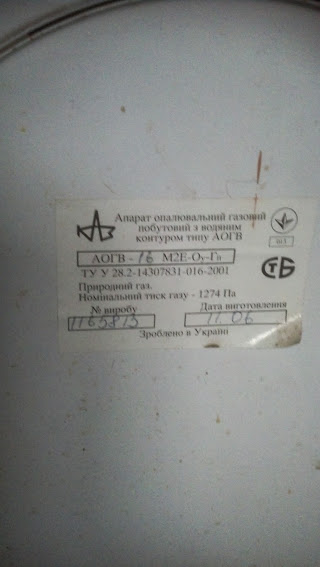 Апарат опалювальний газовий
побутовий з водяним
контуром типу АОГВ
АОГВ - 16 М2Е-Оу-Гв
ТУ У 28.2-14307831-016-2001
Природний газ.
Номінальний тиск газу - 1274 Па
№ виробу Дата виготовлення
1165813 11 06
Зроблено в Україні